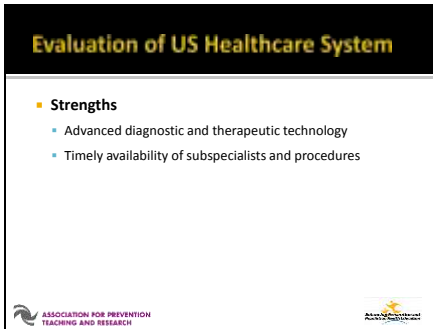 Evaluation of US Healthcare System
Strengths
Advanced diagnostic and therapeutic technology
Timely availability of subspecialists and procedures
ASSOCIATION FOR PREVENTION
TEACHING AND RESEARCH